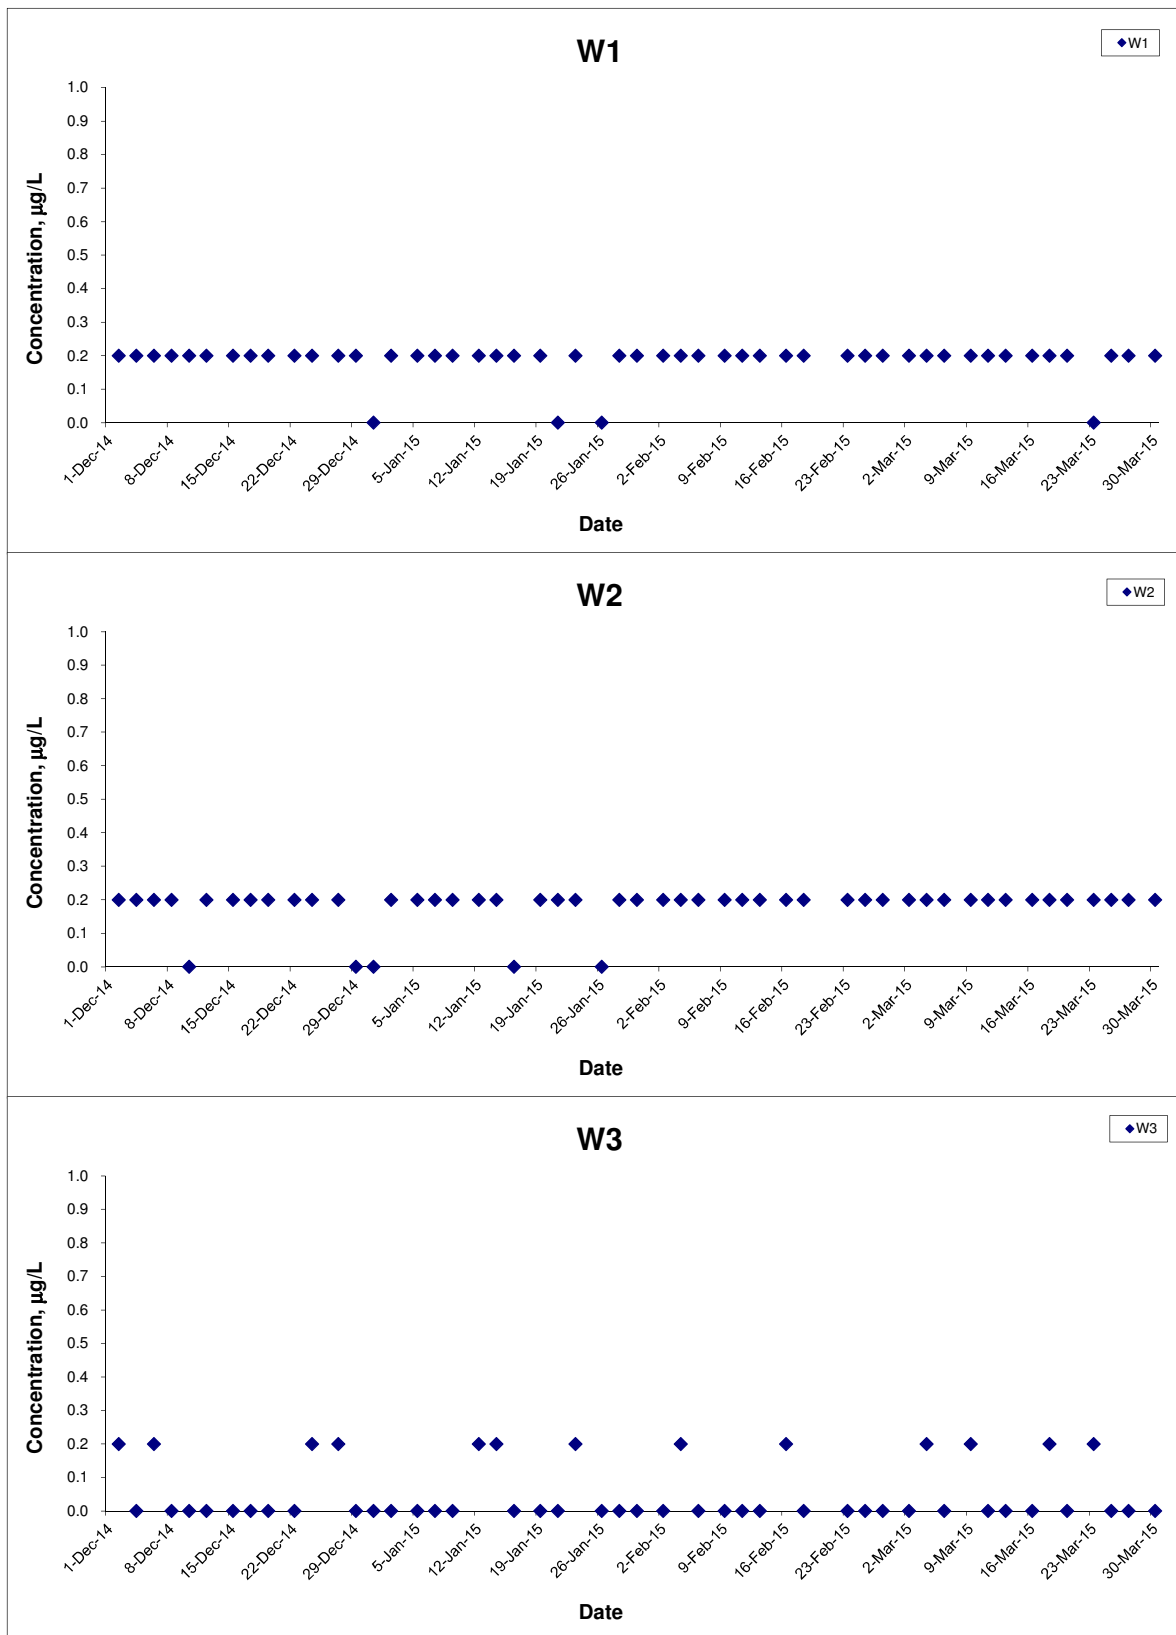 W1
W1
Concentration, µg/L
1.0
0.9
0.8
0.7
0.6
0.5
0.4
0.3
0.2
0.1
0.0
1-Dec-14
8-Dec-14
15-Dec-14
22-Dec-14
29-Dec-14
5-Jan-15
12-Jan-15
19-Jan-15
26-Jan-15
2-Feb-15
9-Feb-15
16-Feb-15
23-Feb-15
2-Mar-15
9-Mar-15
16-Mar-15
23-Mar-15
30-Mar-15
Date
W2
W2
Concentration, µg/L
1.0
0.9
0.8
0.7
0.6
0.5
0.4
0.3
0.2
0.1
0.0
1-Dec-14
8-Dec-14
15-Dec-14
22-Dec-14
29-Dec-14
5-Jan-15
12-Jan-15
19-Jan-15
26-Jan-15
2-Feb-15
9-Feb-15
16-Feb-15
23-Feb-15
2-Mar-15
9-Mar-15
16-Mar-15
23-Mar-15
30-Mar-15
Date
W3
W3
Concentration, µg/L
1.0
0.9
0.8
0.7
0.6
0.5
0.4
0.3
0.2
0.1
0.0
1-Dec-14
8-Dec-14
15-Dec-14
22-Dec-14
29-Dec-14
5-Jan-15
12-Jan-15
19-Jan-15
26-Jan-15
2-Feb-15
9-Feb-15
16-Feb-15
23-Feb-15
2-Mar-15
9-Mar-15
16-Mar-15
23-Mar-15
30-Mar-15
Date